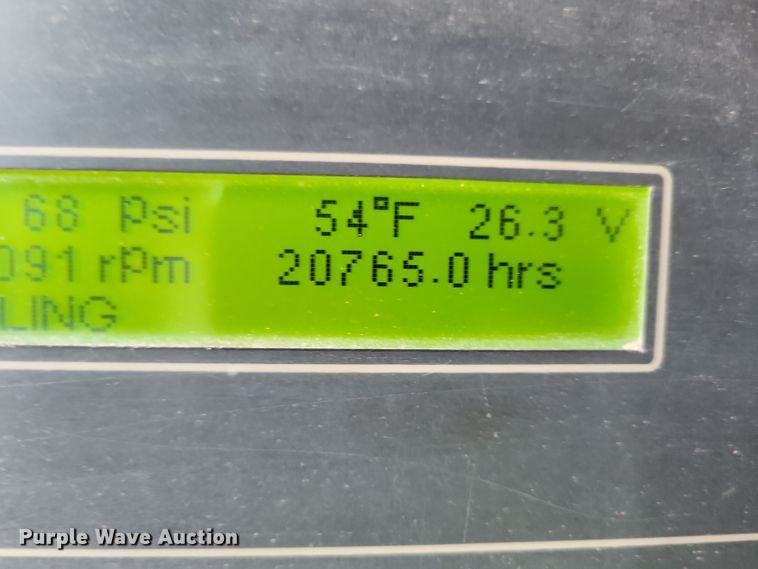 68 psi 54°F 26.3 V
091 rpm 20765.0 hrs
LING
Purple Wave Auction